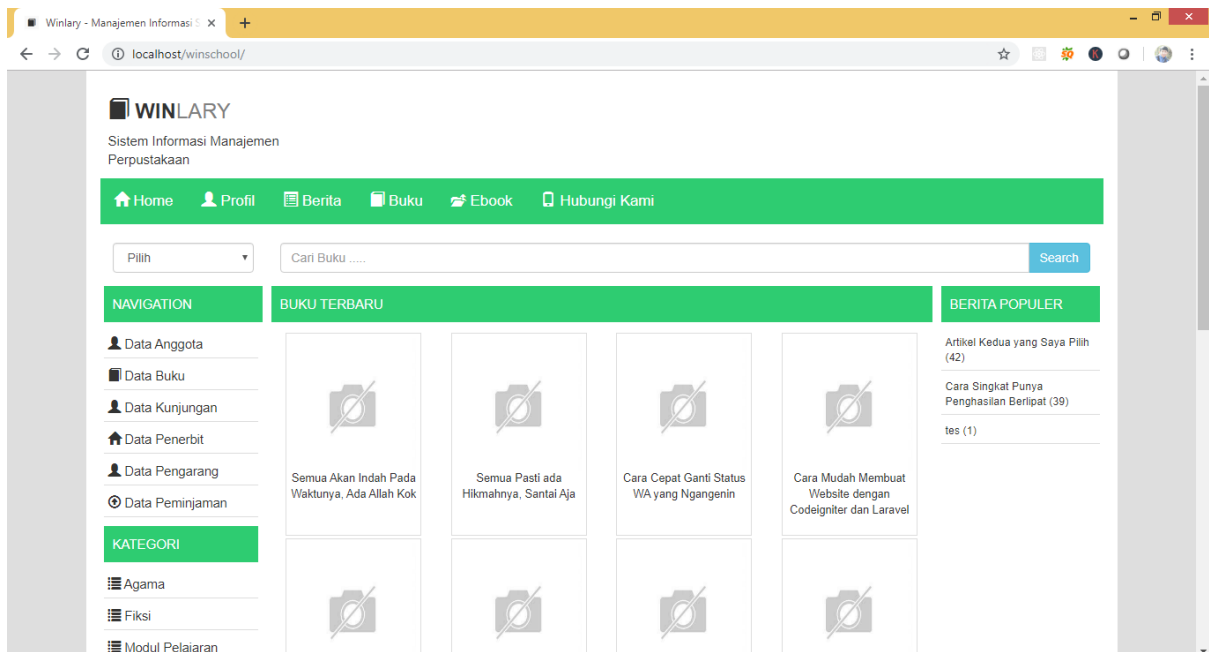 Winlary - Manajemen Informasi S
localhost/winschool/
WINLARY
Sistem Informasi Manajemen
Perpustakaan
Home Profil Berita Buku Ebook Hubungi Kami
Pilih Cari Buku ..... Search
NAVIGATION
Data Anggota
Data Buku
Data Kunjungan
Data Penerbit
Data Pengarang
Data Peminjaman
KATEGORI
Agama
Fiksi
Modul Pelajaran
BUKU TERBARU
Semua Akan Indah Pada
Waktunya, Ada Allah Kok
Semua Pasti ada
Hikmahnya, Santai Aja
Cara Cepat Ganti Status
WA yang Ngangenin
Cara Mudah Membuat
Website dengan
Codeigniter dan Laravel
BERITA POPULER
Artikel Kedua yang Saya Pilih
(42)
Cara Singkat Punya
Penghasilan Berlipat (39)
tes (1)